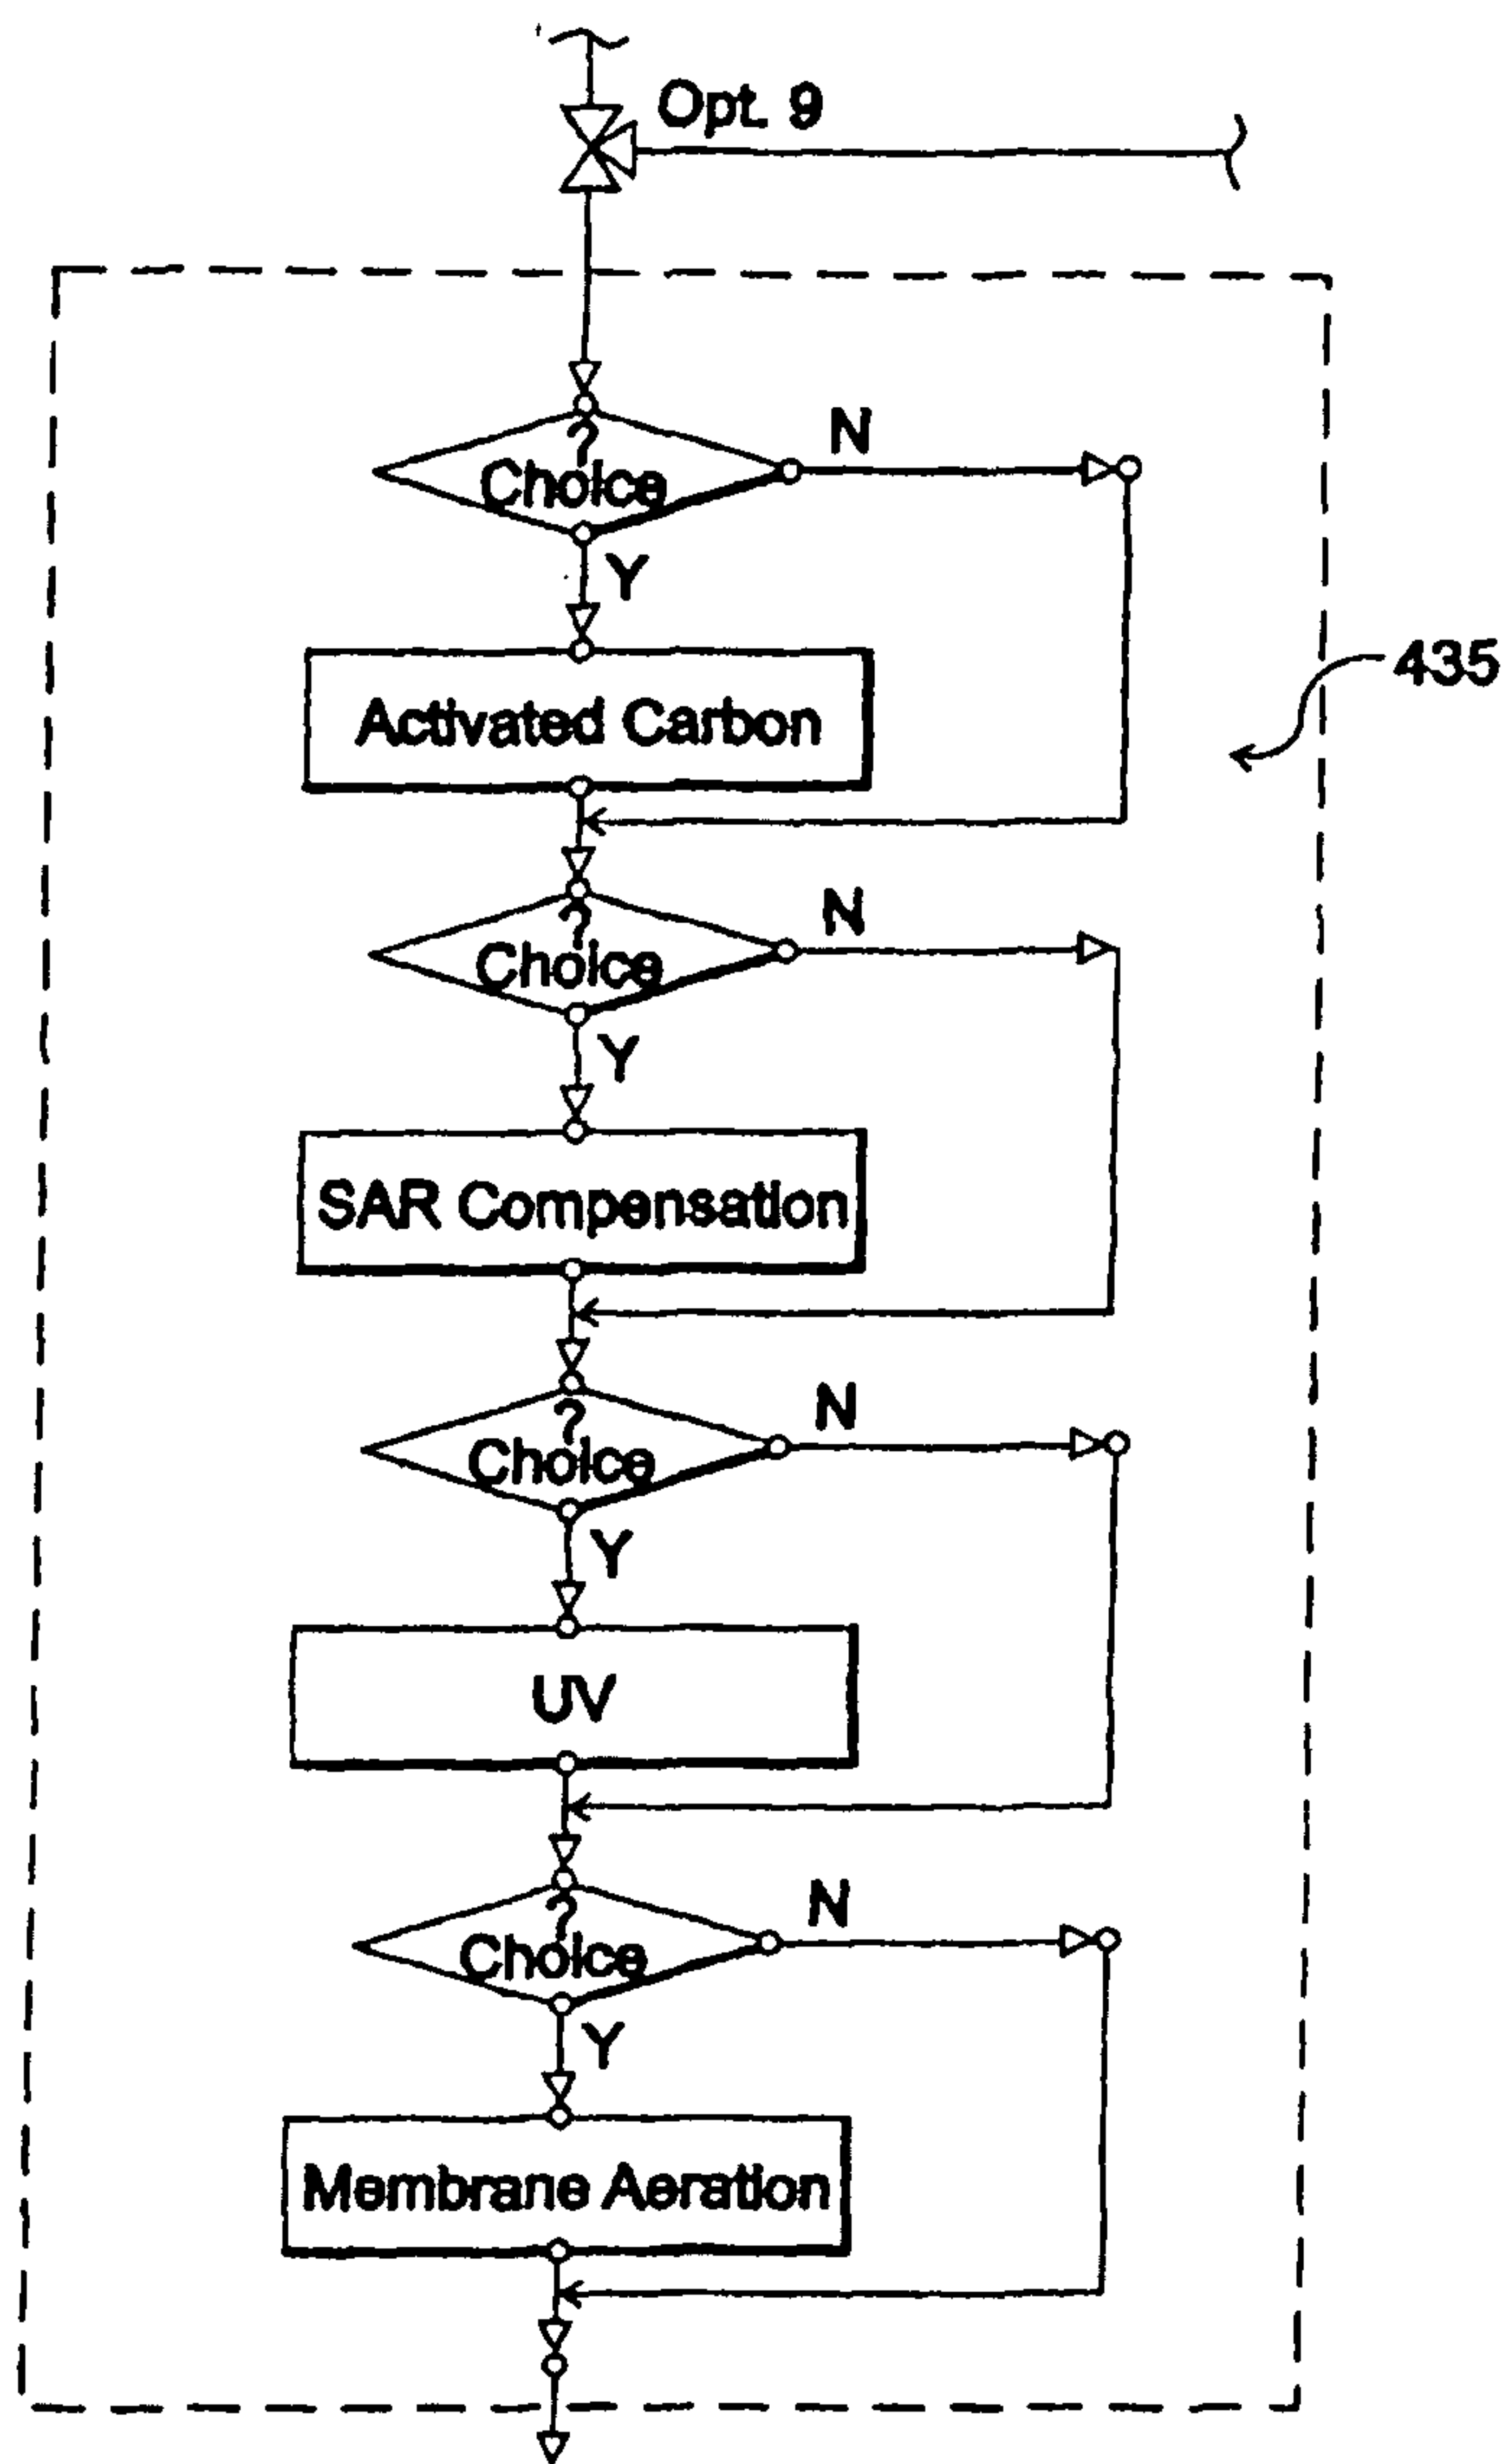 Opt. 9
?
Choice
N
Y
435
Activated Carbon
?
Choice
N
Y
SAR Compensation
?
Choice
N
Y
UV
?
Choice
N
Y
Membrane Aeration